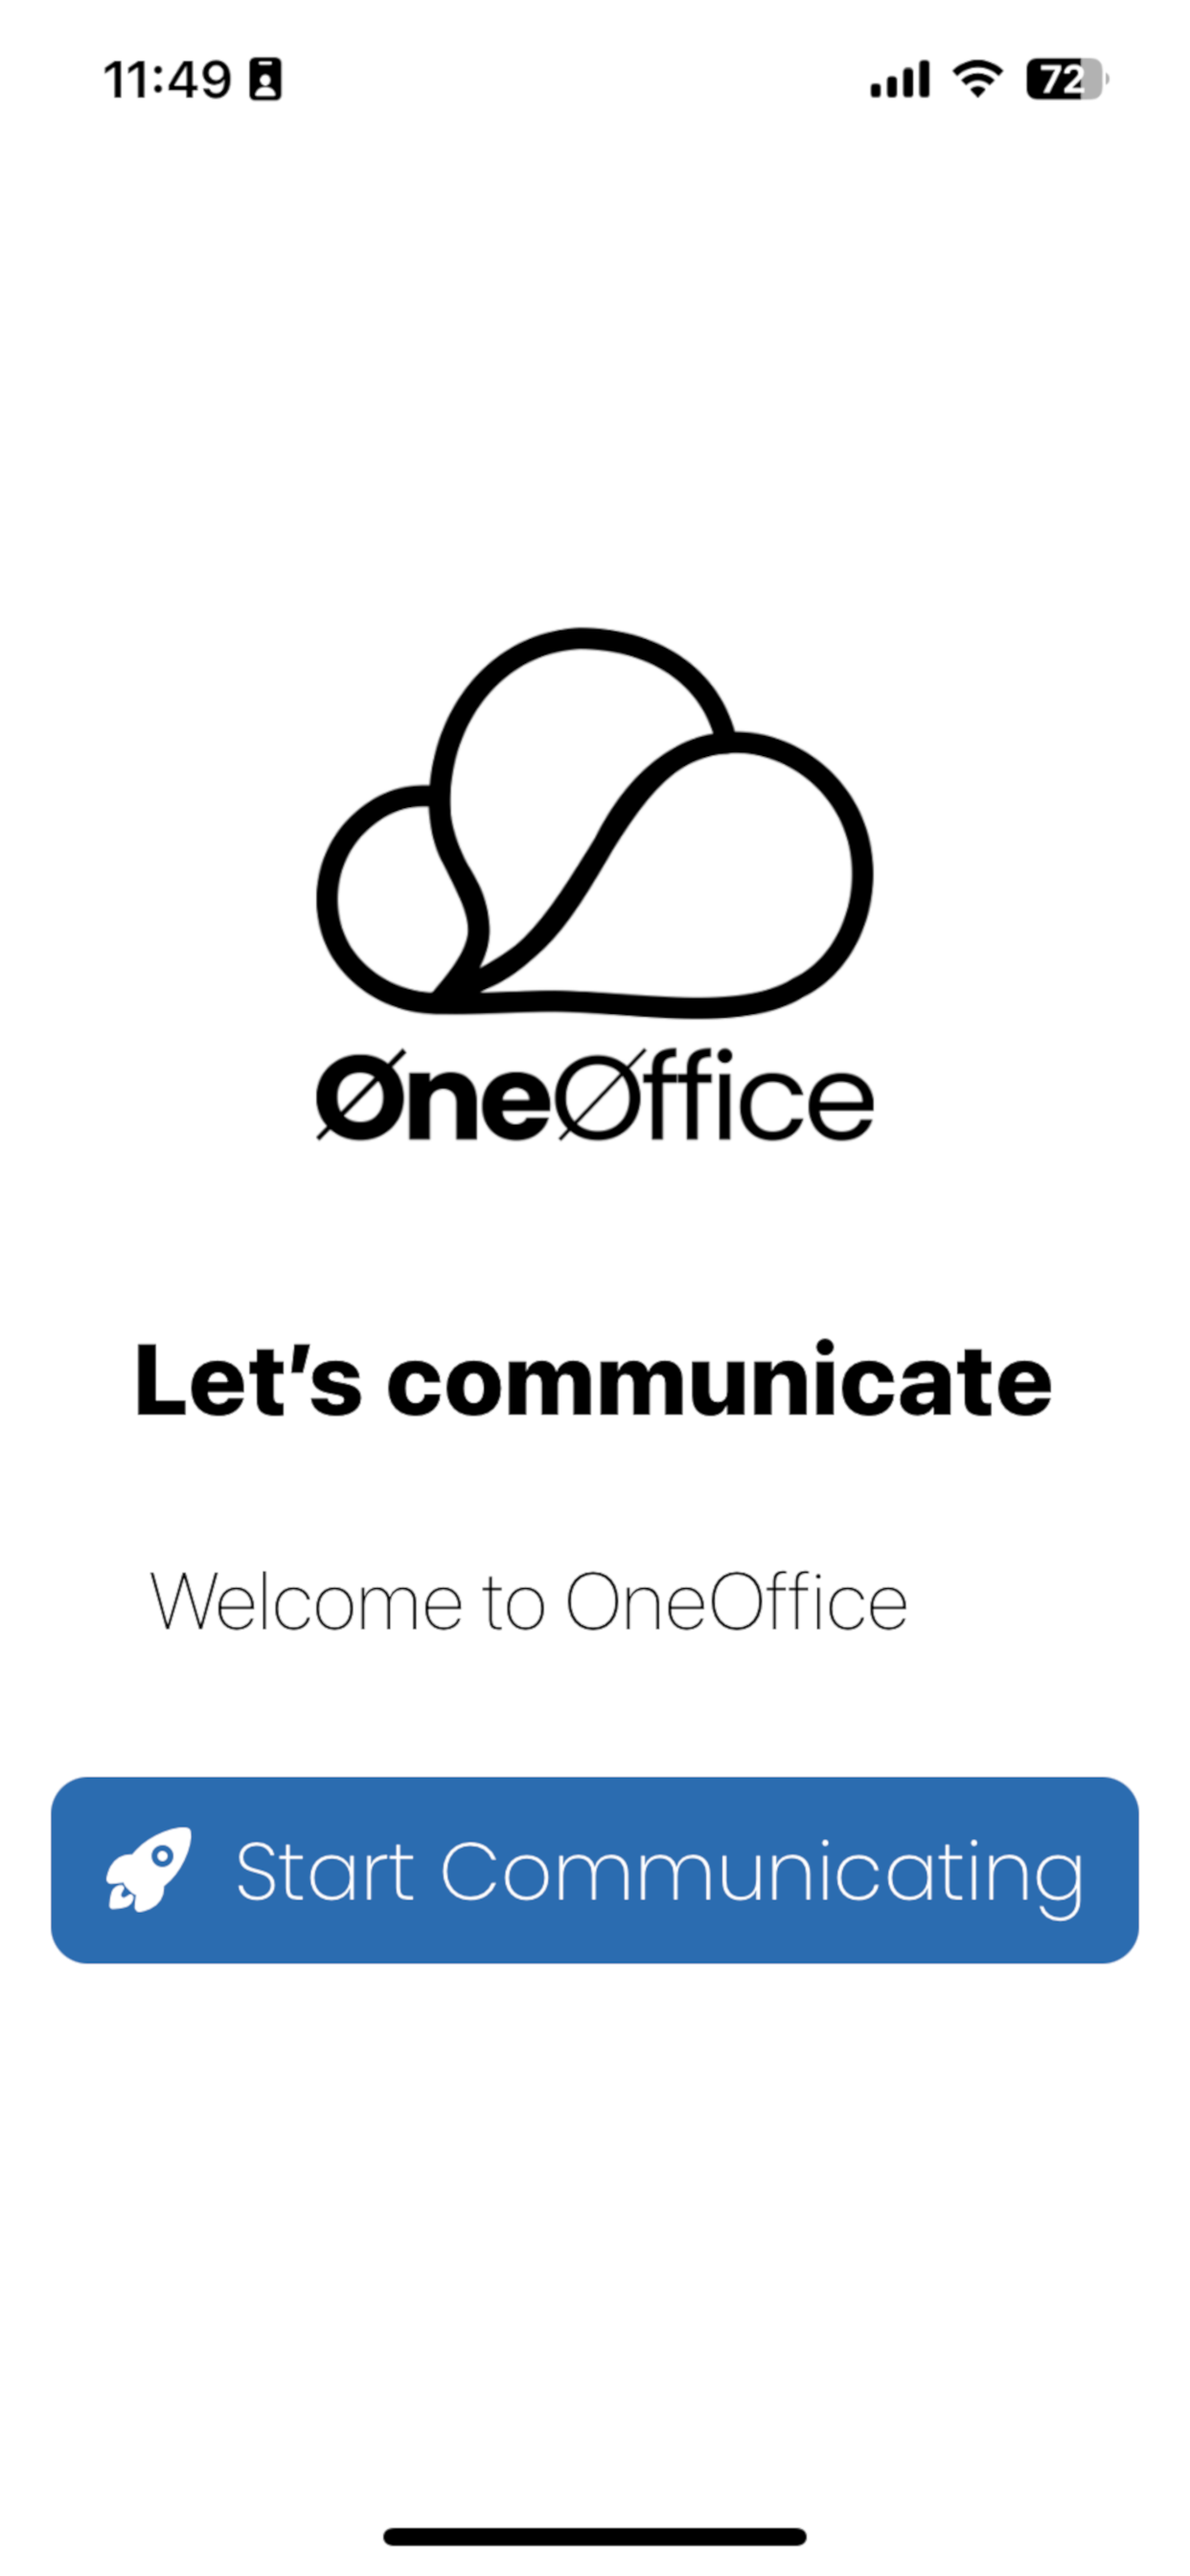 11:49
72
ØneØffice
Let's communicate
Welcome to OneOffice
Start Communicating